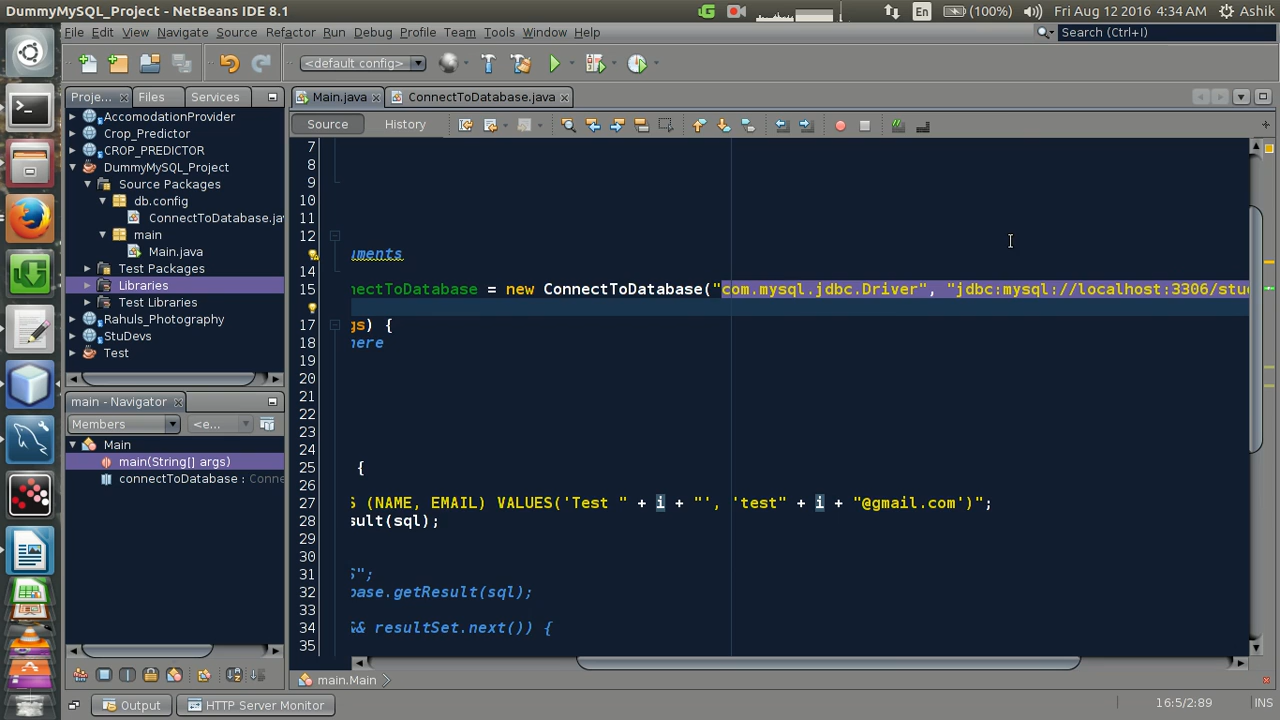 DummyMySQL_Project - NetBeans IDE 8.1
En
(100%)
Fri Aug 12 2016 4:34 AM
Ashik
File Edit View Navigate Source Refactor Run Debug Profile Team Tools Window Help
Search (Ctrl+I)
<default config>
Proje...
Files
Services
Main.java
ConnectToDatabase.java
Source
History
AccomodationProvider
Crop_Predictor
CROP_PREDICTOR
DummyMySQL_Project
Source Packages
db.config
ConnectToDatabase.jav
main
Main.java
Test Packages
Libraries
Test Libraries
Rahuls_Photography
StuDevs
Test
main - Navigator
Members
<e...
Main
main(String[] args)
connectToDatabase : Conne
7
8
9
10
11
12
uments
14
15 nnectToDatabase = new ConnectToDatabase("com.mysql.jdbc.Driver", "jdbc:mysql://localhost:3306/stud
17 gs) {
18 here
19
20
21
22
23
24
25 {
26
27 S (NAME, EMAIL) VALUES('Test " + i + "', 'test" + i + "@gmail.com')";
28 sult(sql);
29
30
31 S";
32 base.getResult(sql);
33
34 && resultSet.next()) {
35
main.Main
Output
HTTP Server Monitor
16:5/2:89
INS